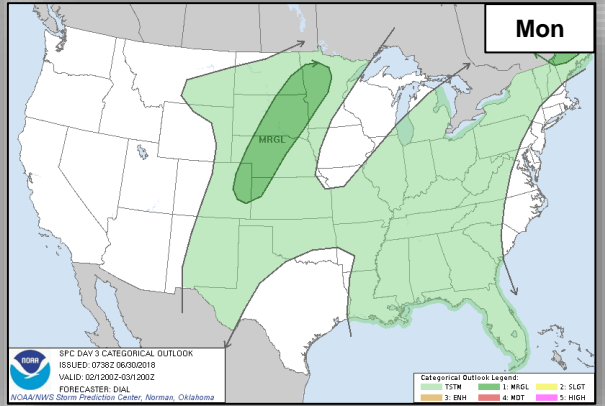 Mon
MRGL
NOAA
SPC DAY 3 CATEGORICAL OUTLOOK
ISSUED: 0738Z 06/30/2018
VALID: 02/1200Z-03/1200Z
FORECASTER: DIAL
NOAA/NWS Storm Prediction Center, Norman, Oklahoma
Categorical Outlook Legend:
TSTM 1: MRGL 2: SLGT
3: ENH 4: MDT 5: HIGH